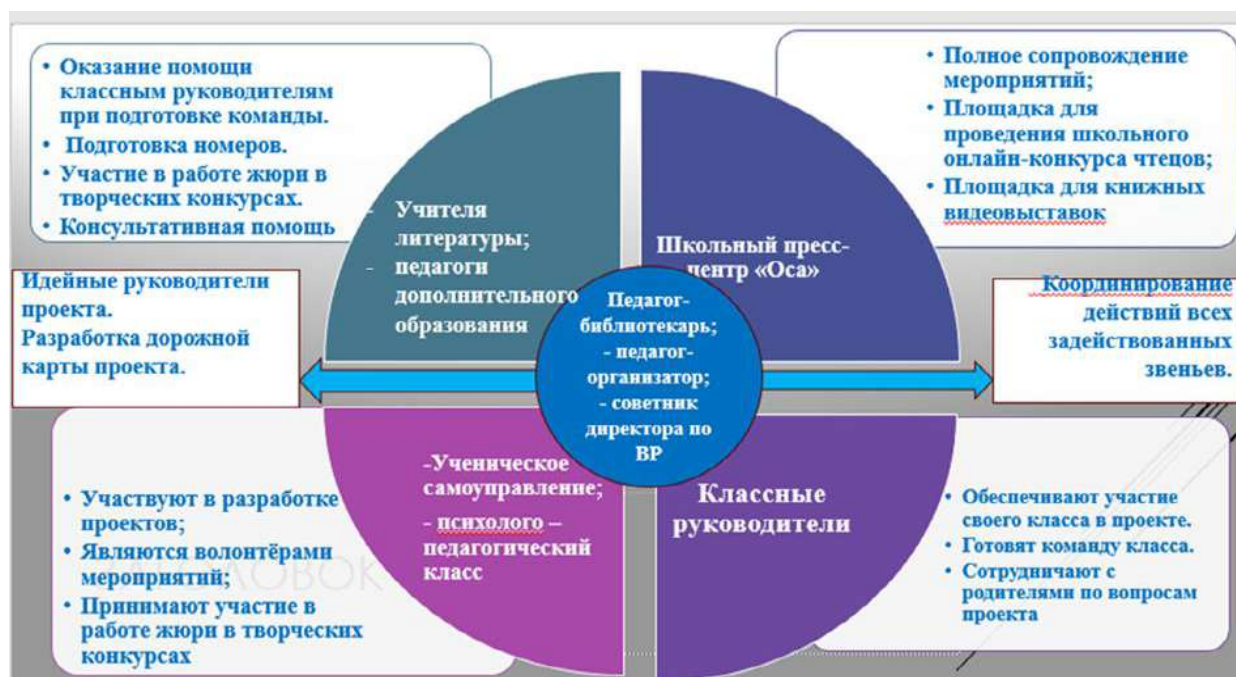 • Оказание помощи
классным руководителям
при подготовке команды.
• Подготовка номеров.
• Участие в работе жюри в
творческих конкурсах.
• Консультативная помощь
- Учителя
литературы;
- педагоги
дополнительного
образования
• Полное сопровождение
мероприятий;
• Площадка для
проведения школьного
онлайн-конкурса чтецов;
• Площадка для книжных
видеовыставок
Школьный пресс-
центр «Оса»
Идейные руководители
проекта.
Разработка дорожной
карты проекта.
Педагог-
библиотекарь;
- педагог-
организатор;
- советник
директора по
ВР
Координирование
действий всех
задействованных
звеньев.
• Участвуют в разработке
проектов;
• Являются волонтёрами
мероприятий;
• Принимают участие в
работе жюри в творческих
конкурсах
-Ученическое
самоуправление;
- психолого –
педагогический
класс
Классные
руководители
• Обеспечивают участие
своего класса в проекте.
• Готовят команду класса.
• Сотрудничают с
родителями по вопросам
проекта